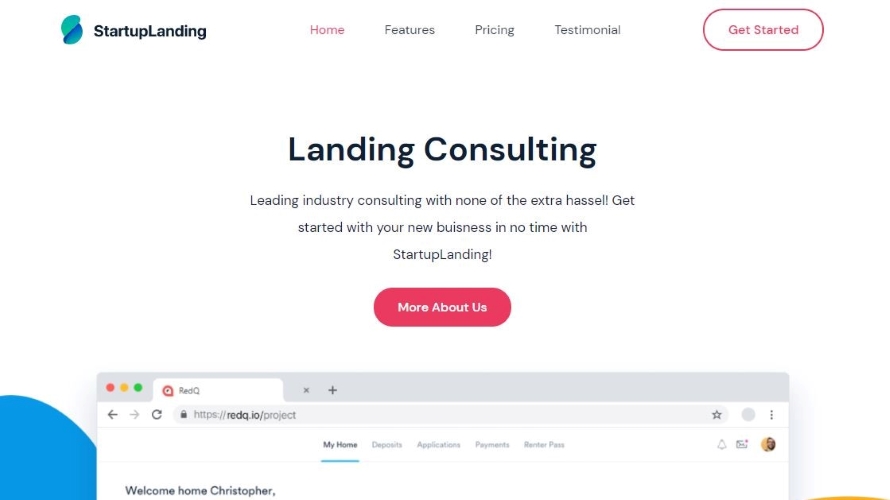 StartupLanding
Home Features Pricing Testimonial Get Started
Landing Consulting
Leading industry consulting with none of the extra hassel! Get
started with your new buisness in no time with
StartupLanding!
More About Us
RedQ
https://redq.io/project
My Home Deposits Applications Payments Renter Pass
Welcome home Christopher,